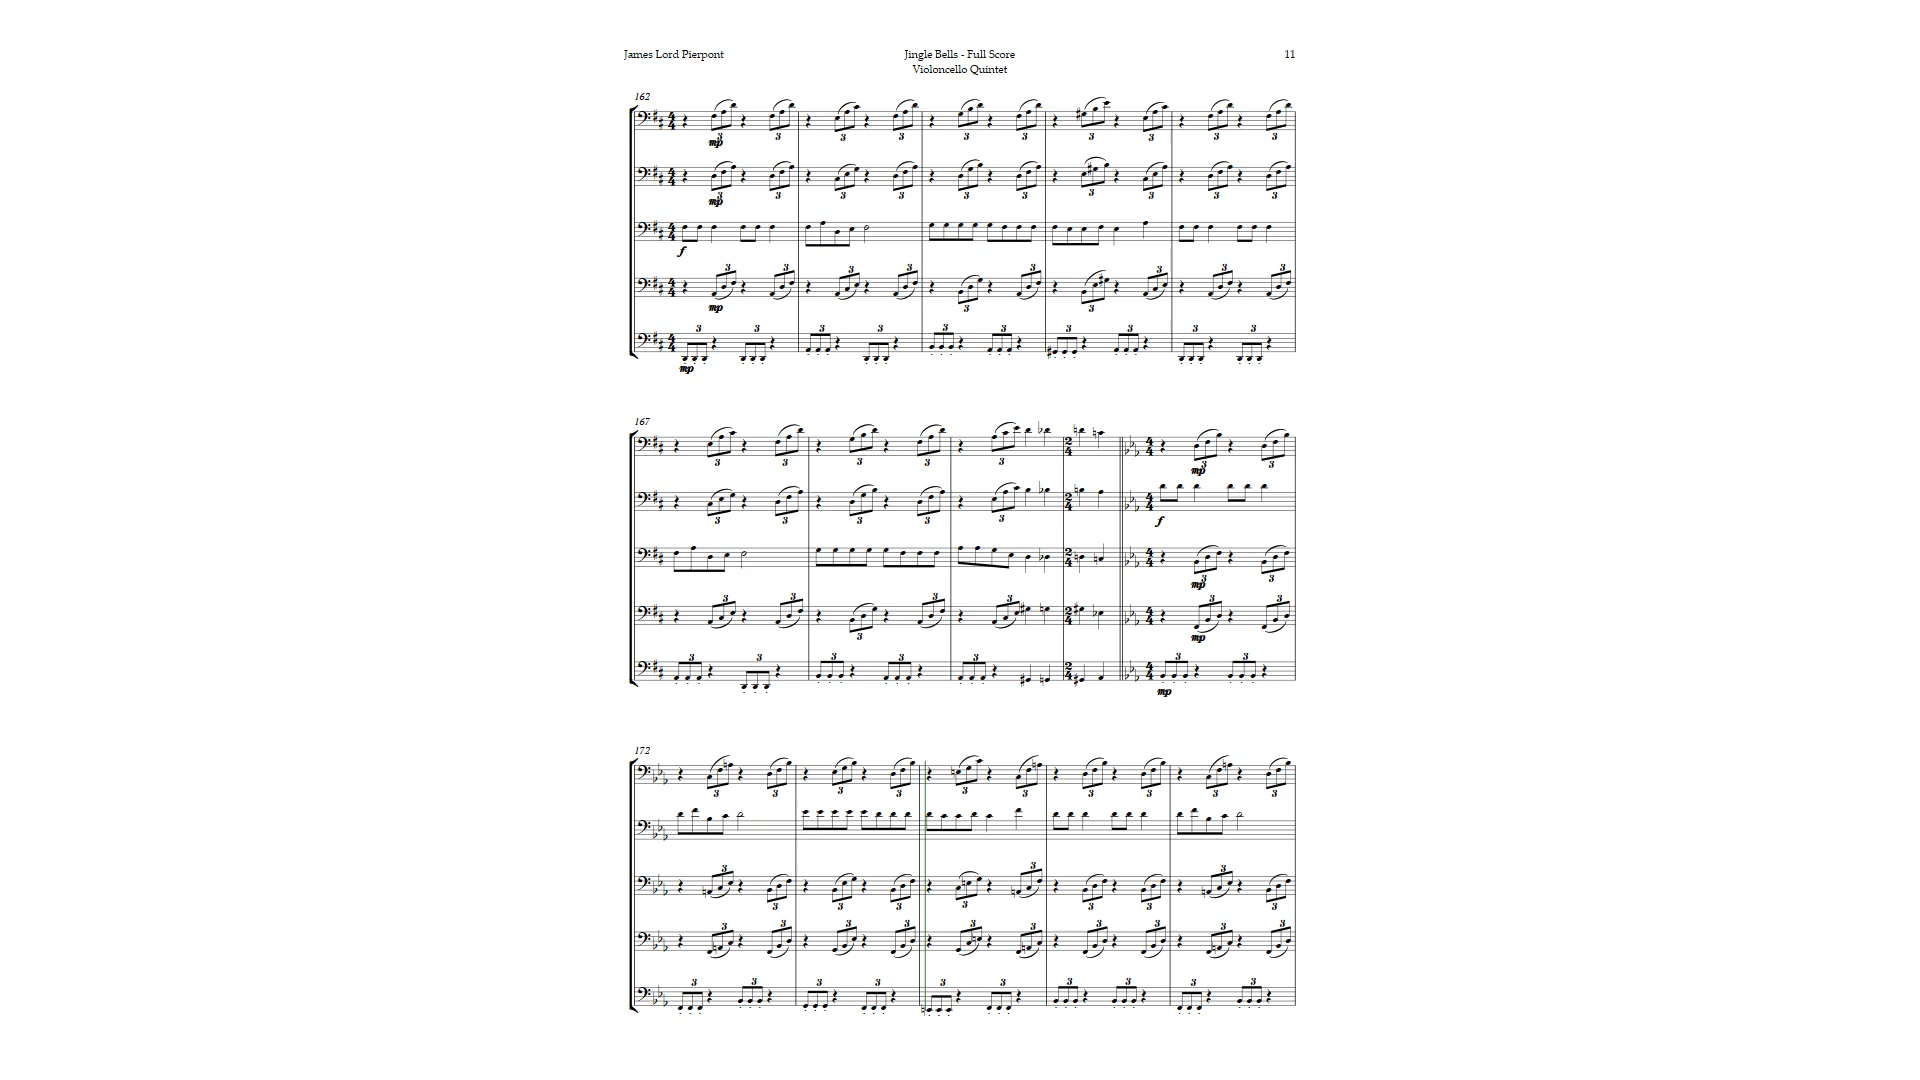 James Lord Pierpont
Jingle Bells - Full Score
11
Violoncello Quintet
162
mp
mp
f
mp
mp
167
mp
f
mp
mp
mp
172